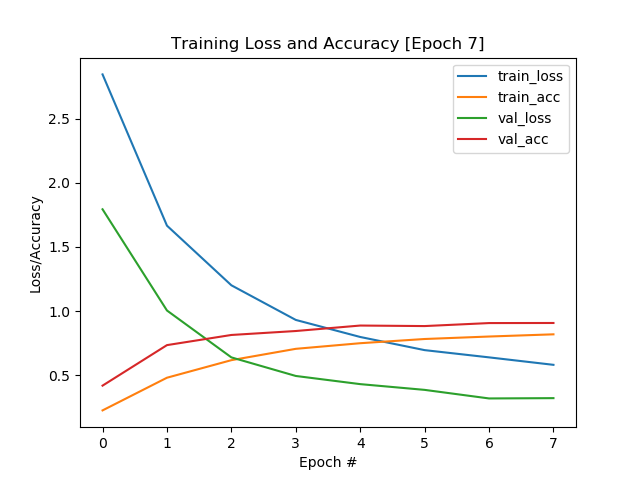 Training Loss and Accuracy [Epoch 7]
train_loss
train_acc
val_loss
val_acc
Loss/Accuracy
2.5
2.0
1.5
1.0
0.5
0 1 2 3 4 5 6 7
Epoch #